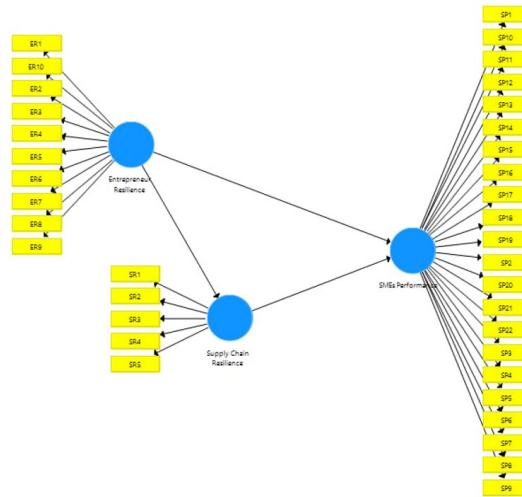 ER1
ER10
ER2
ER3
ER4
ER5
ER6
ER7
ER8
ER9
Entrepreneur
Resilience
SR1
SR2
SR3
SR4
SR5
Supply Chain
Resilience
SMEs Performance
SP1
SP10
SP11
SP12
SP13
SP14
SP15
SP16
SP17
SP18
SP19
SP2
SP20
SP21
SP22
SP3
SP4
SP5
SP6
SP7
SP8
SP9